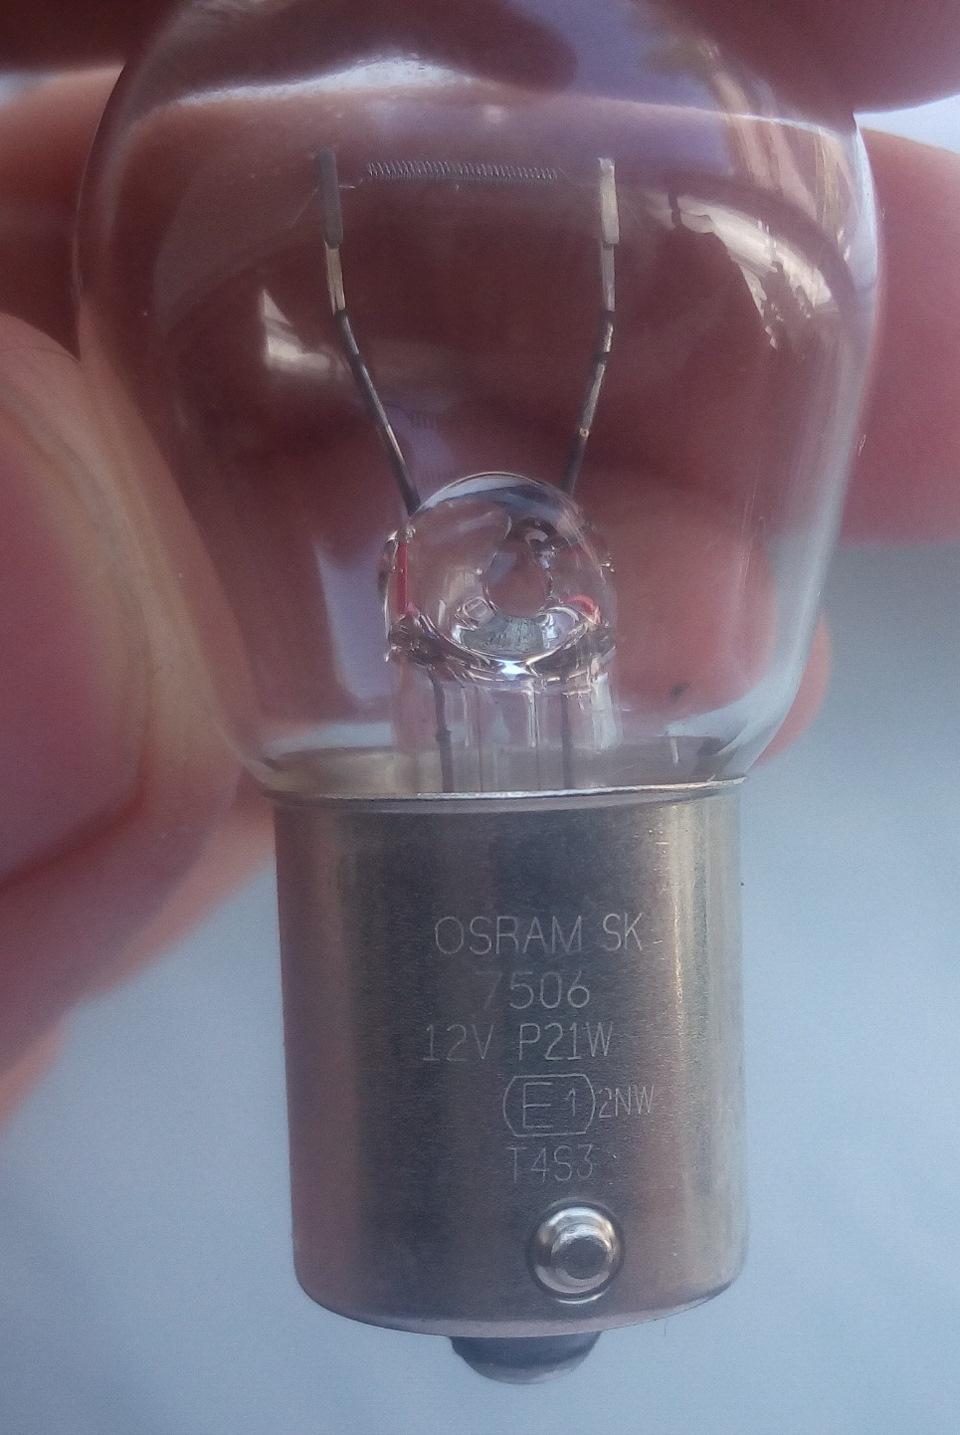 OSRAM SK
7506
12V P21W
E1 2NW
T4S3